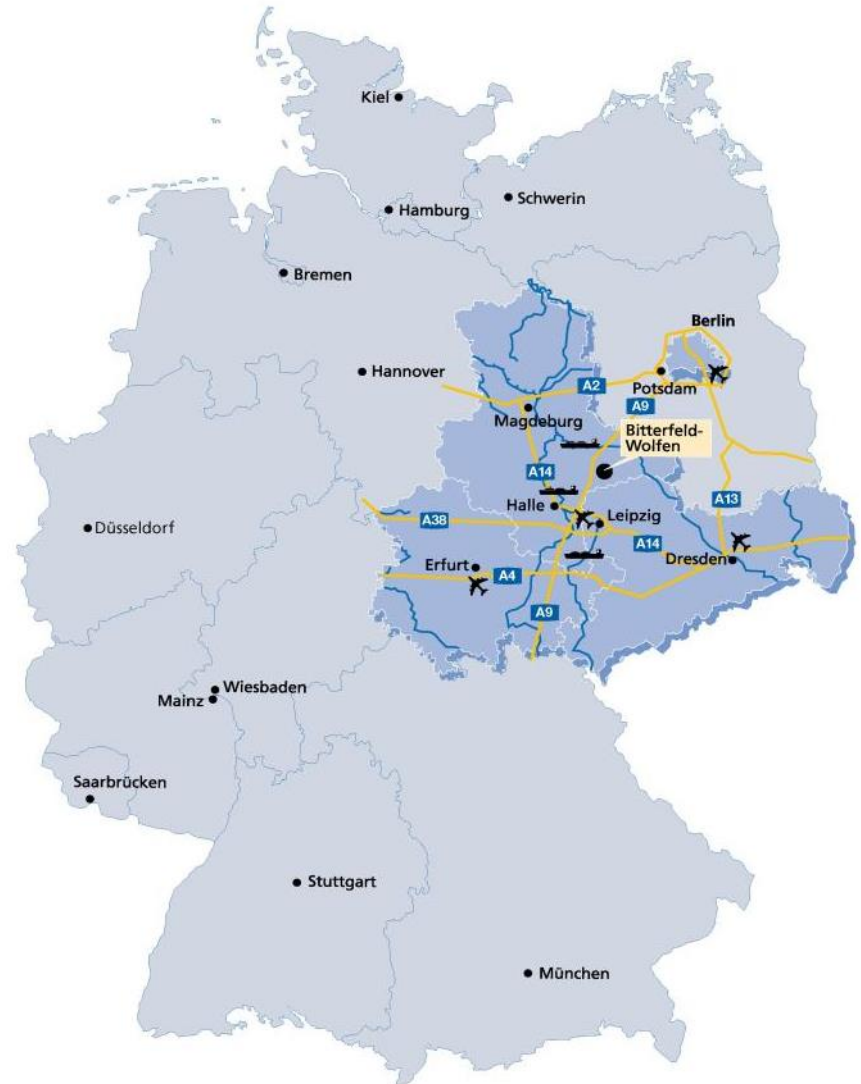 Kiel
Schwerin
Hamburg
Bremen
Berlin
Hannover
Potsdam
A2
A9
Magdeburg
Bitterfeld-
Wolfen
A14
Halle
A13
Leipzig
A38
Düsseldorf
A14
Dresden
Erfurt
A4
A9
Wiesbaden
Mainz
Saarbrücken
Stuttgart
München